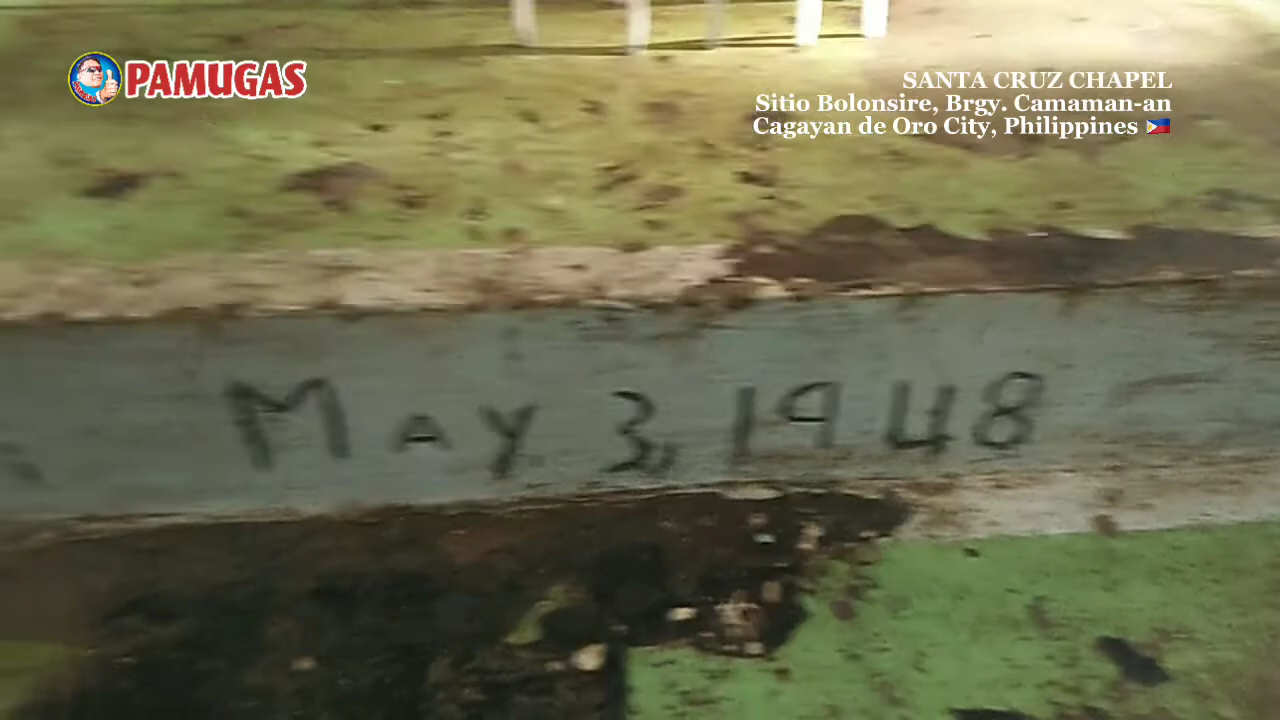 PAMUGAS
SANTA CRUZ CHAPEL
Sitio Bolonsire, Brgy. Camaman-an
Cagayan de Oro City, Philippines 🇵🇭
MAY 3, 1948